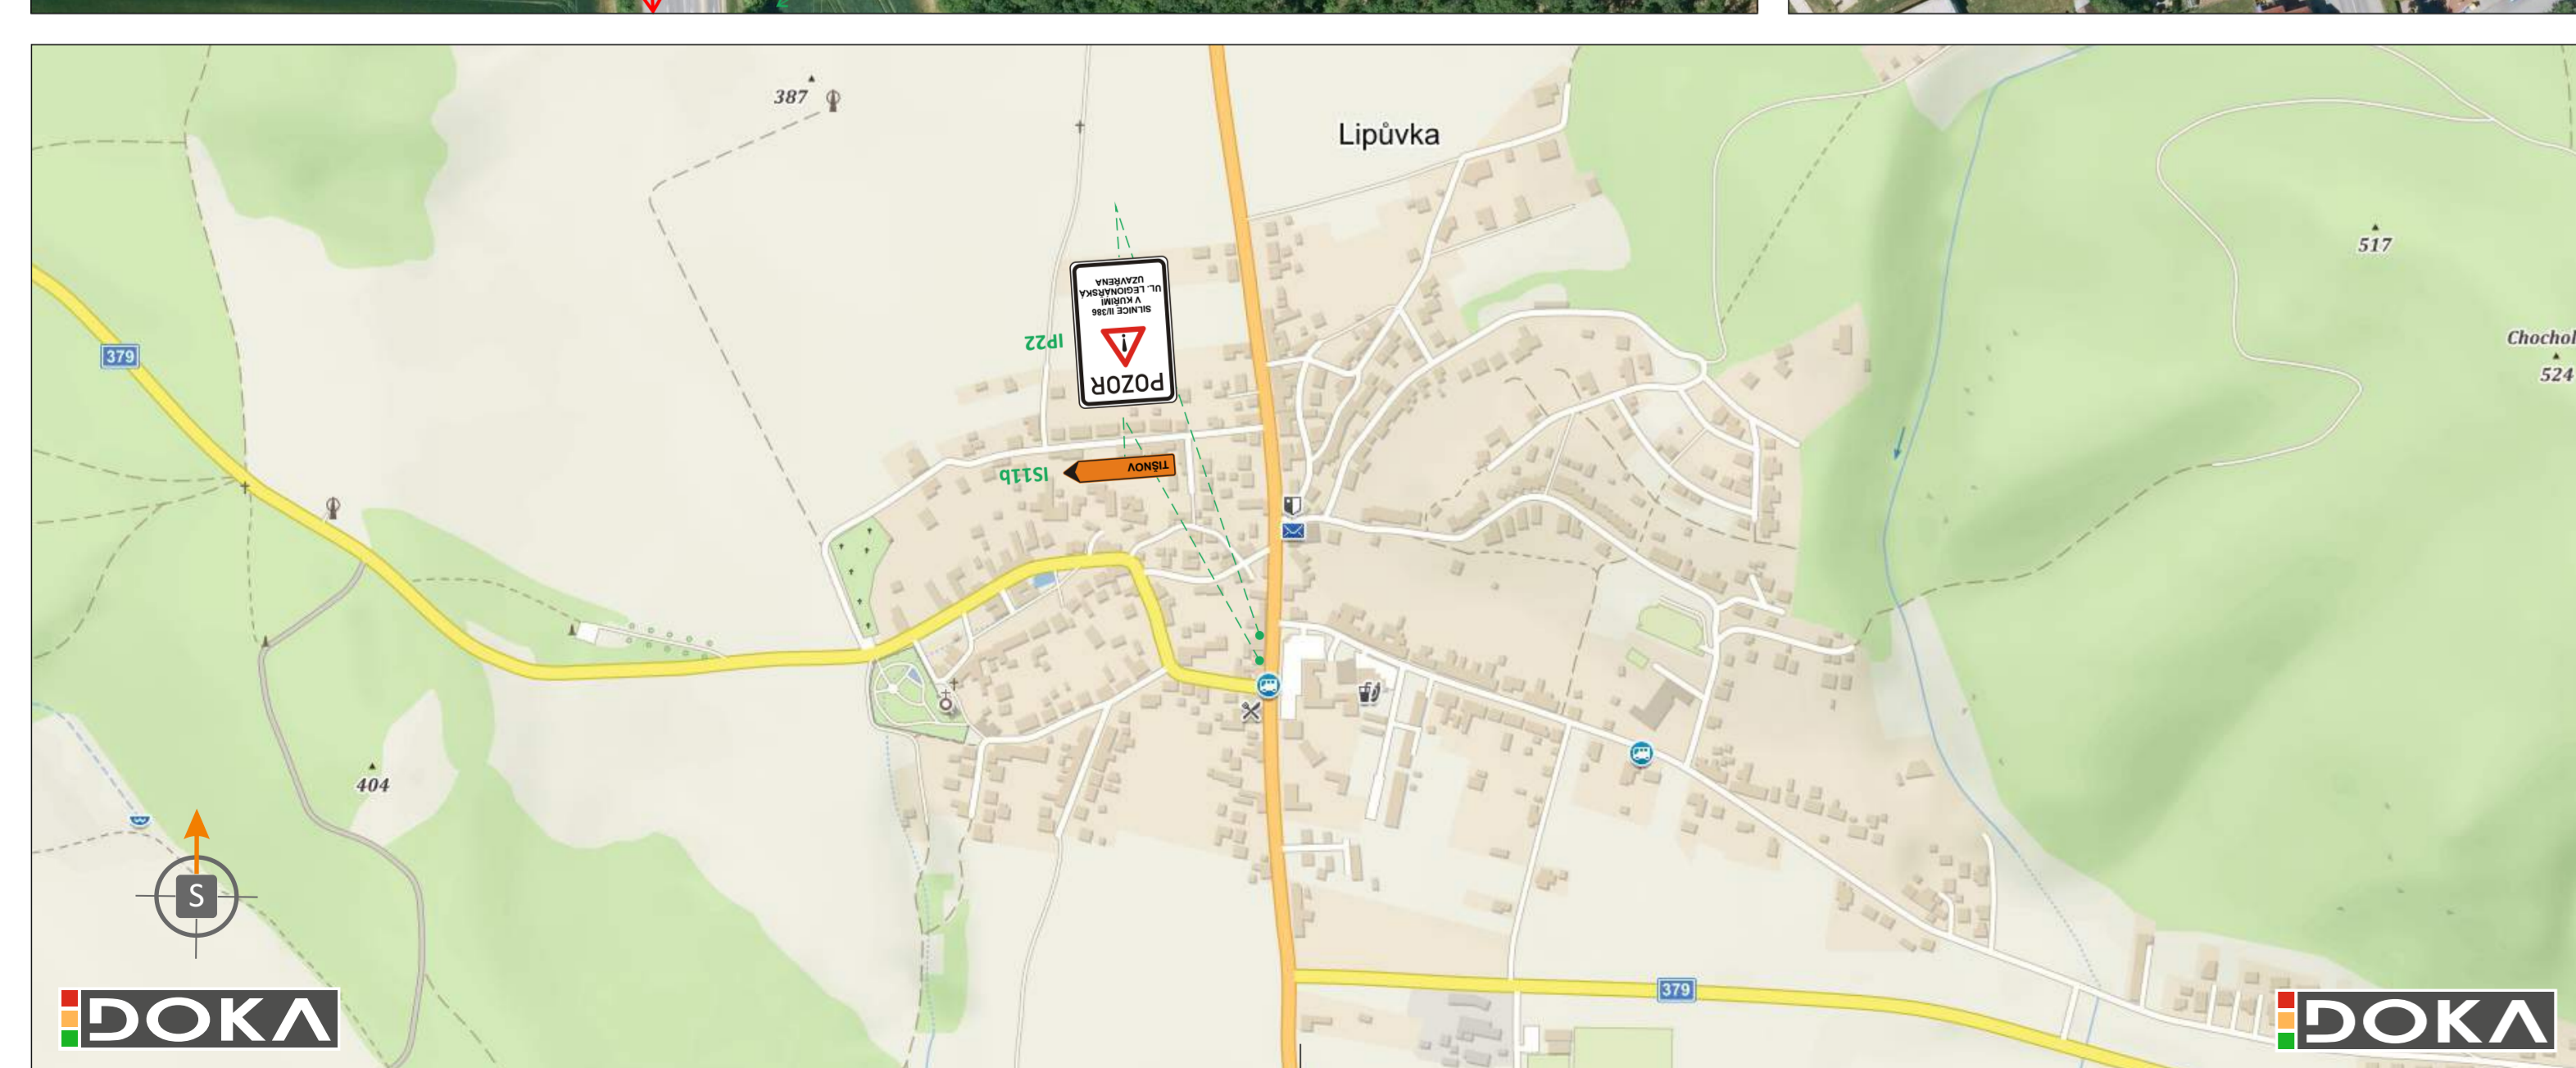 387
Lipůvka
517
UZAVŘENA
UL. LEGIONÁŘSKÁ
V KUŘIMI
SILNICE II/386
IP22
POZOR
379
524
TIŠNOV
IS11b
404
S
379
DOKA
DOKA